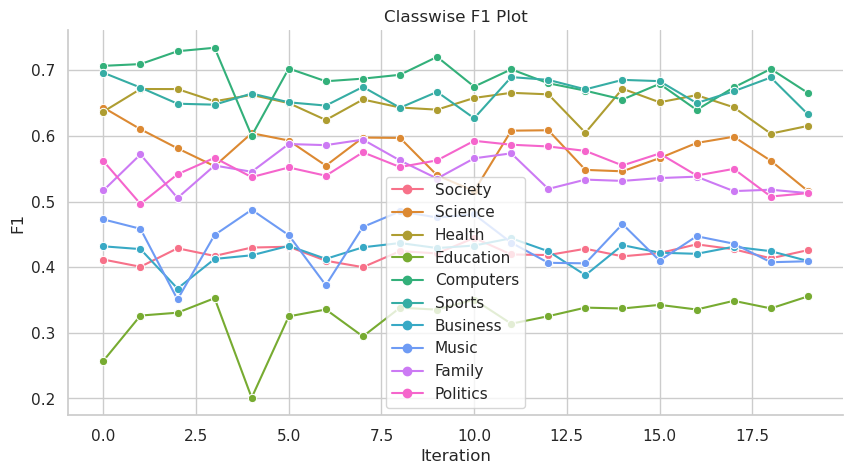 Classwise F1 Plot
F1
0.7
0.6
0.5
0.4
0.3
0.2
Society
Science
Health
Education
Computers
Sports
Business
Music
Family
Politics
0.0 2.5 5.0 7.5 10.0 12.5 15.0 17.5
Iteration